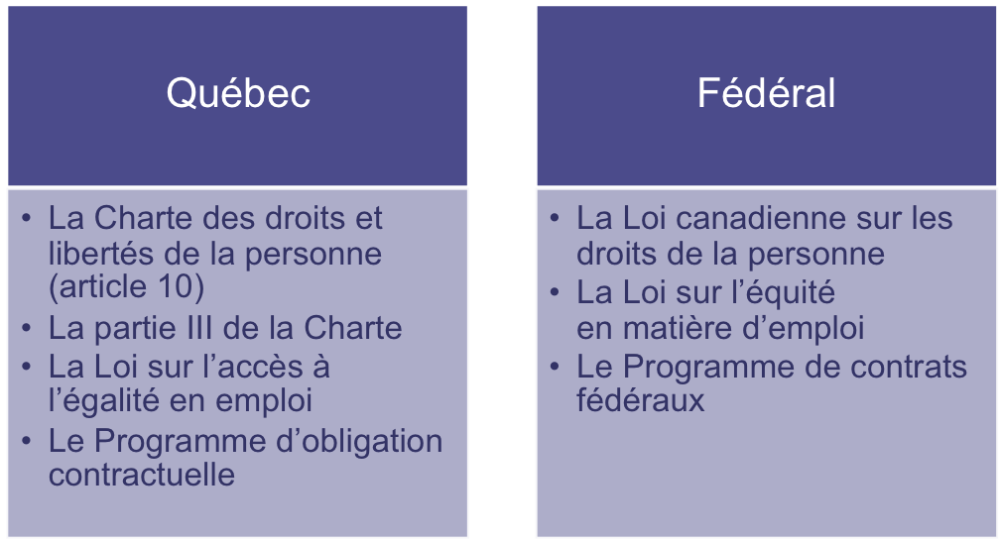 Québec
• La Charte des droits et
libertés de la personne
(article 10)
• La partie III de la Charte
• La Loi sur l’accès à
l’égalité en emploi
• Le Programme d’obligation
contractuelle
Fédéral
• La Loi canadienne sur les
droits de la personne
• La Loi sur l’équité
en matière d’emploi
• Le Programme de contrats
fédéraux